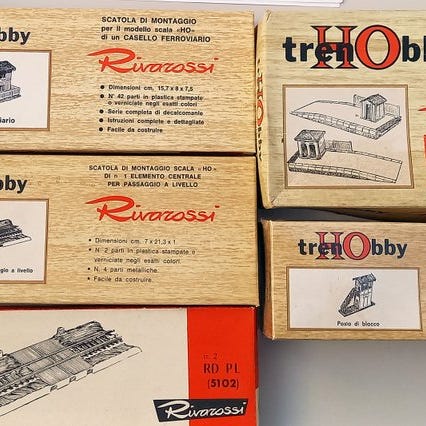 bby
ario
SCATOLA DI MONTAGGIO
per il modello scala «HO»
di un CASELLO FERROVIARIO
Rivarossi
● Dimensioni cm. 15,7 x 8 x 7,5
● N° 42 parti in plastica stampate
e verniciate negli esatti colori
● Serie completa di decalcomanie
● Istruzioni complete e dettagliate
● Facile da costruire
trenHObby
bby
gio a livello
SCATOLA DI MONTAGGIO SCALA «HO»
DI n° 1 ELEMENTO CENTRALE
PER PASSAGGIO A LIVELLO
Rivarossi
• Dimensioni cm. 7 x 21,3 x 1
• N. 2 parti in plastica stampate e
verniciate negli esatti colori.
• N. 4 parti metalliche.
• Facile da costruire.
trenHObby
Posto di blocco
n. 2
RD PL
(5102)
Rivarossi